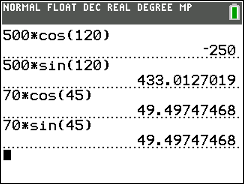 NORMAL FLOAT DEC REAL DEGREE MP
500*cos(120)
-250
500*sin(120)
433.0127019
70*cos(45)
49.49747468
70*sin(45)
49.49747468